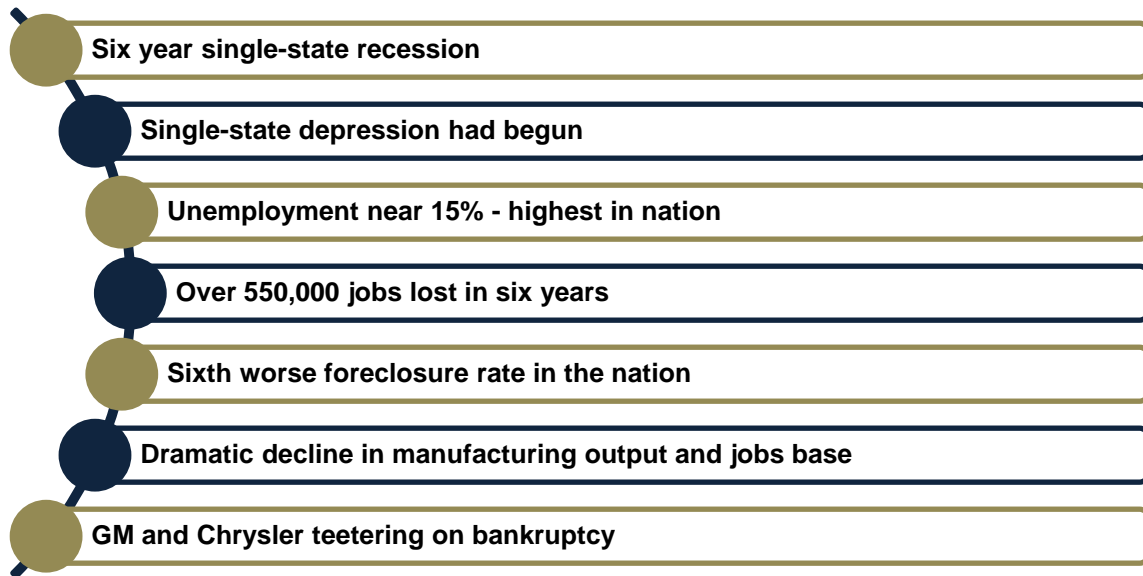 Six year single-state recession
Single-state depression had begun
Unemployment near 15% - highest in nation
Over 550,000 jobs lost in six years
Sixth worse foreclosure rate in the nation
Dramatic decline in manufacturing output and jobs base
GM and Chrysler teetering on bankruptcy